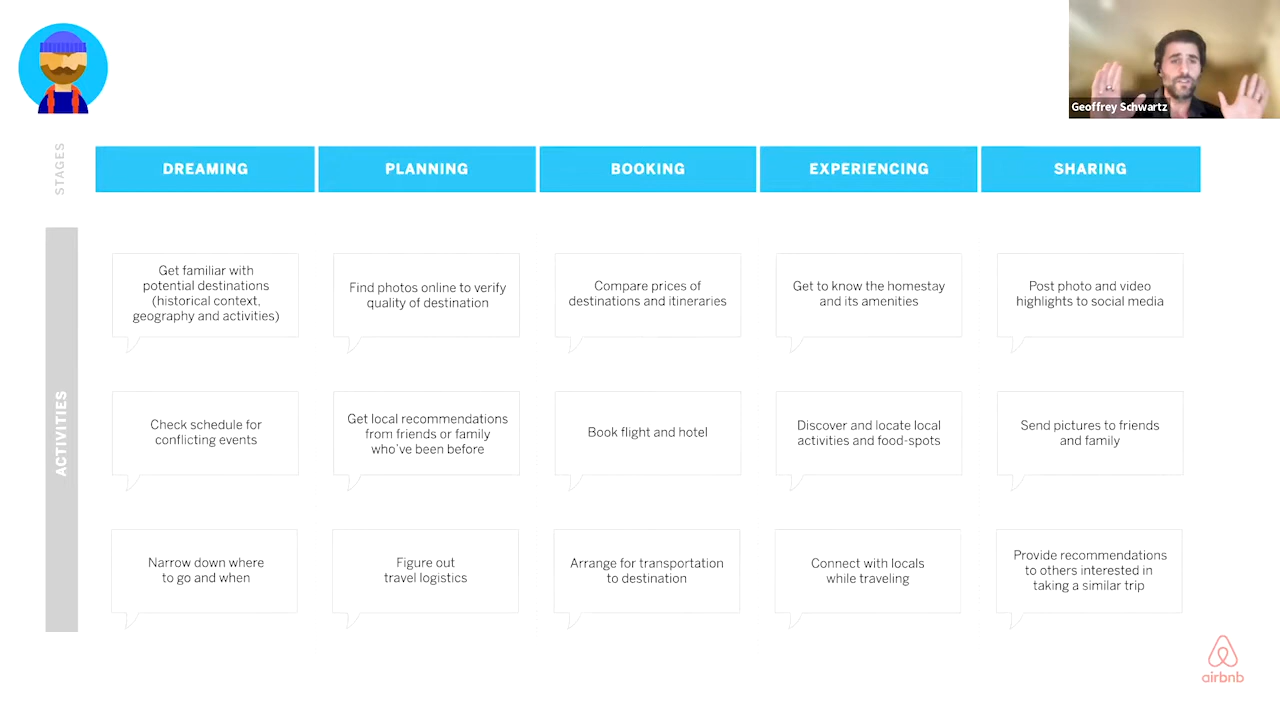 Geoffrey Schwartz
STAGES
DREAMING
PLANNING
BOOKING
EXPERIENCING
SHARING
ACTIVITIES
Get familiar with
potential destinations
(historical context,
geography and activities)
Find photos online to verify
quality of destination
Compare prices of
destinations and itineraries
Get to know the homestay
and its amenities
Post photo and video
highlights to social media
Check schedule for
conflicting events
Get local recommendations
from friends or family
who've been before
Book flight and hotel
Discover and locate local
activities and food-spots
Send pictures to friends
and family
Narrow down where
to go and when
Figure out
travel logistics
Arrange for transportation
to destination
Connect with locals
while traveling
Provide recommendations
to others interested in
taking a similar trip
airbnb